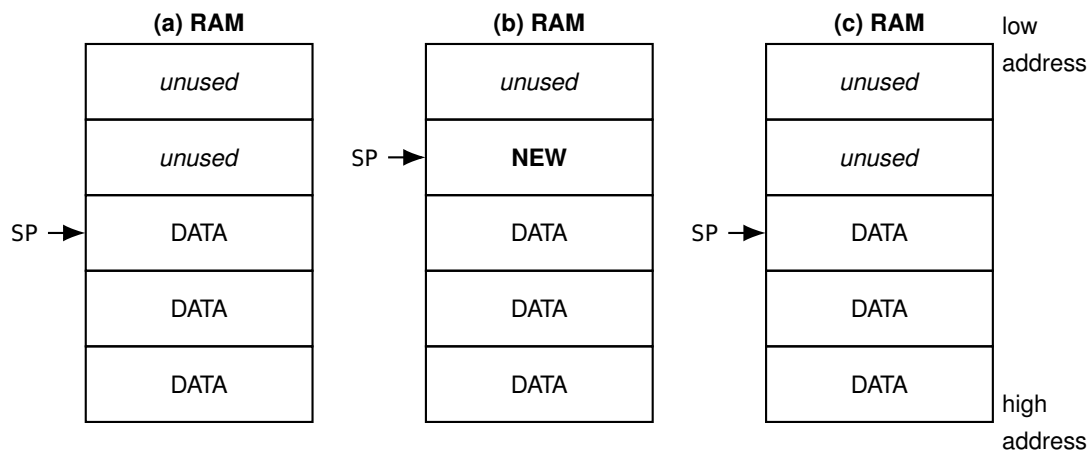 (a) RAM
(b) RAM
(c) RAM
low
address
unused
unused
unused
unused
SP
NEW
unused
SP
DATA
DATA
SP
DATA
DATA
DATA
DATA
DATA
DATA
DATA
high
address